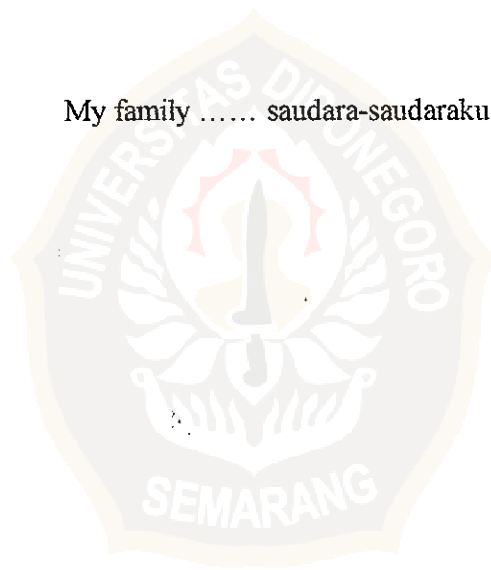 My family ...... saudara-saudaraku
UNIVERSITAS DIPONEGORO
SEMARANG